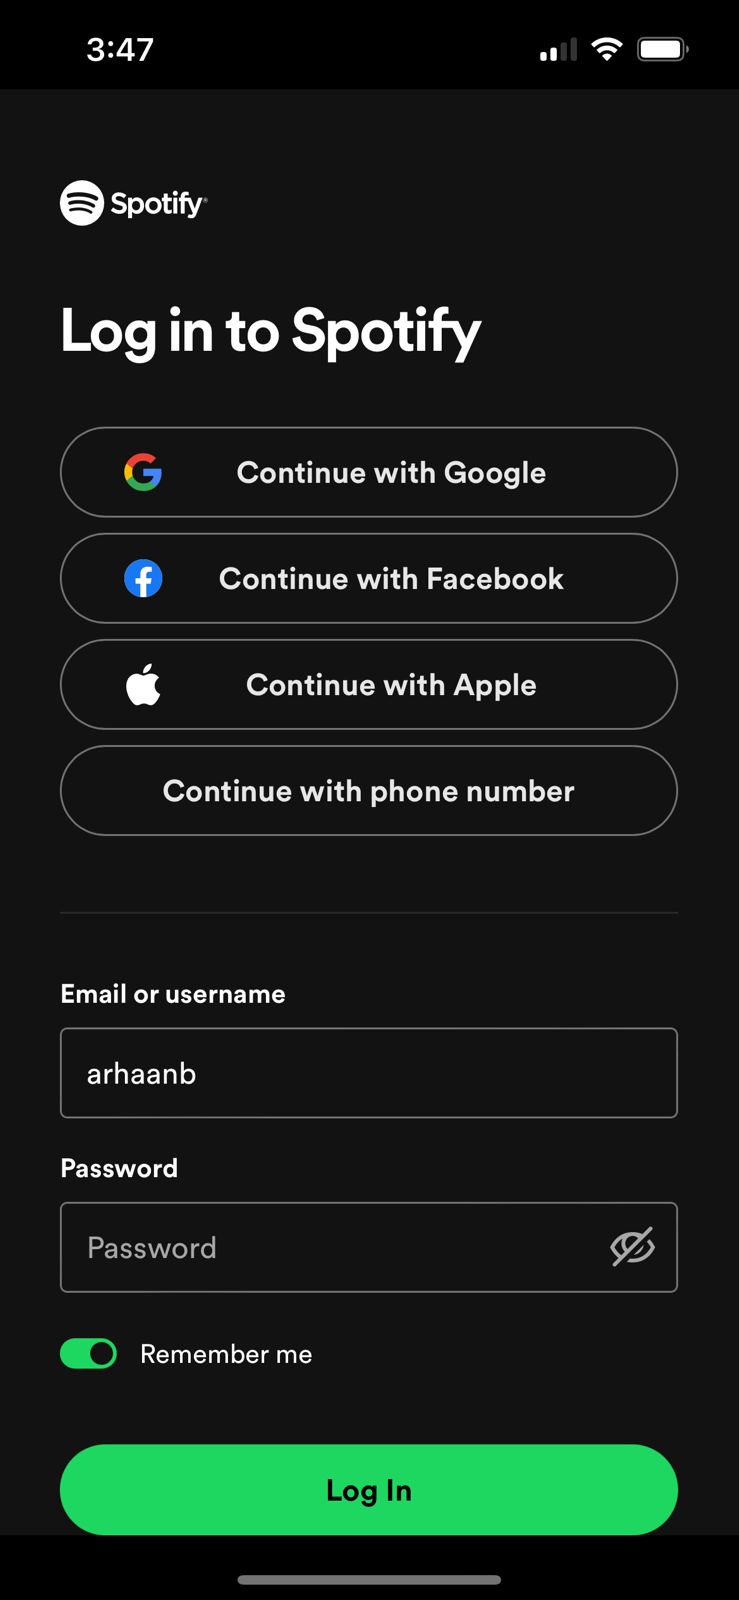 3:47
Spotify
Log in to Spotify
Continue with Google
Continue with Facebook
Continue with Apple
Continue with phone number
Email or username
arhaanb
Password
Password
Remember me
Log In